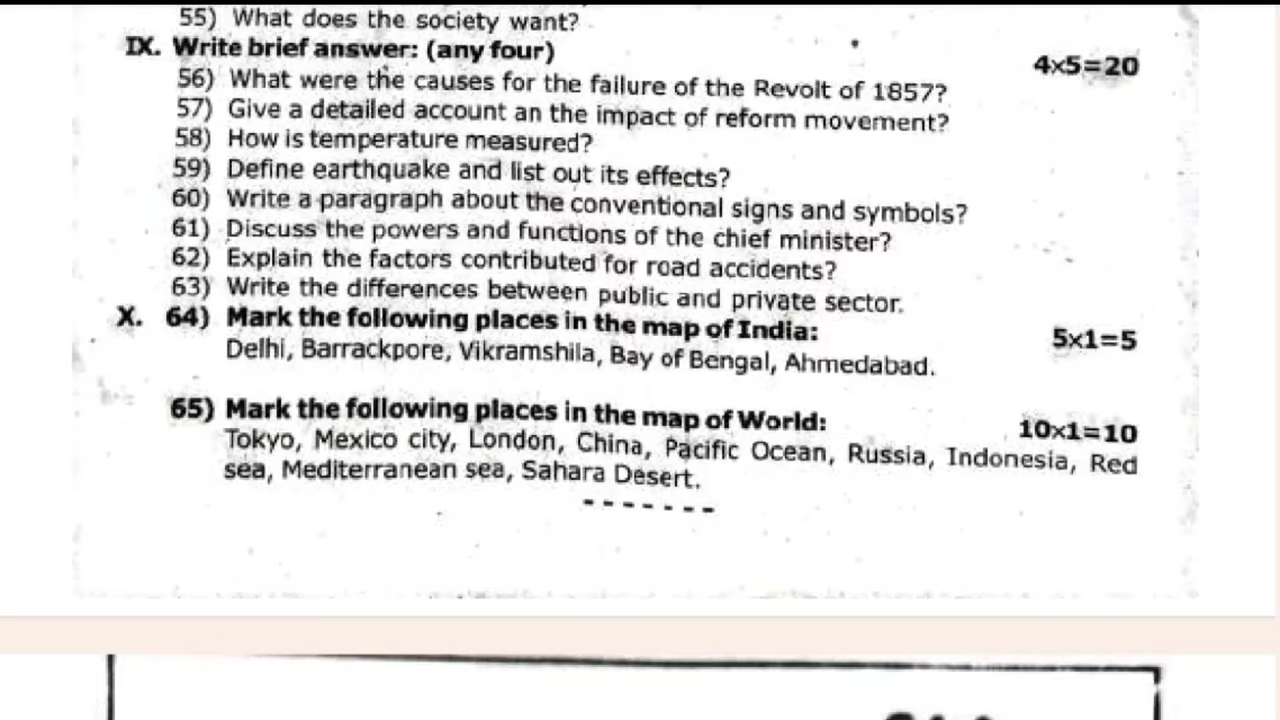 55) What does the society want?
IX. Write brief answer: (any four) 4x5=20
56) What were the causes for the failure of the Revolt of 1857?
57) Give a detailed account an the impact of reform movement?
58) How is temperature measured?
59) Define earthquake and list out its effects?
60) Write a paragraph about the conventional signs and symbols?
61) Discuss the powers and functions of the chief minister?
62) Explain the factors contributed for road accidents?
63) Write the differences between public and private sector.
X. 64) Mark the following places in the map of India: 5x1=5
Delhi, Barrackpore, Vikramshila, Bay of Bengal, Ahmedabad.
65) Mark the following places in the map of World: 10x1=10
Tokyo, Mexico city, London, China, Pacific Ocean, Russia, Indonesia, Red
sea, Mediterranean sea, Sahara Desert.
-------